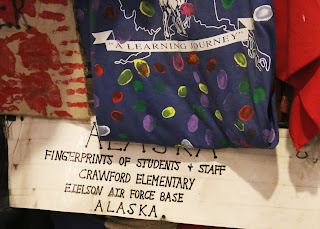 "A LEARNING JOURNEY"
ALASKA
FINGERPRINTS OF STUDENTS & STAFF
CRAWFORD ELEMENTARY
EIELSON AIR FORCE BASE
ALASKA